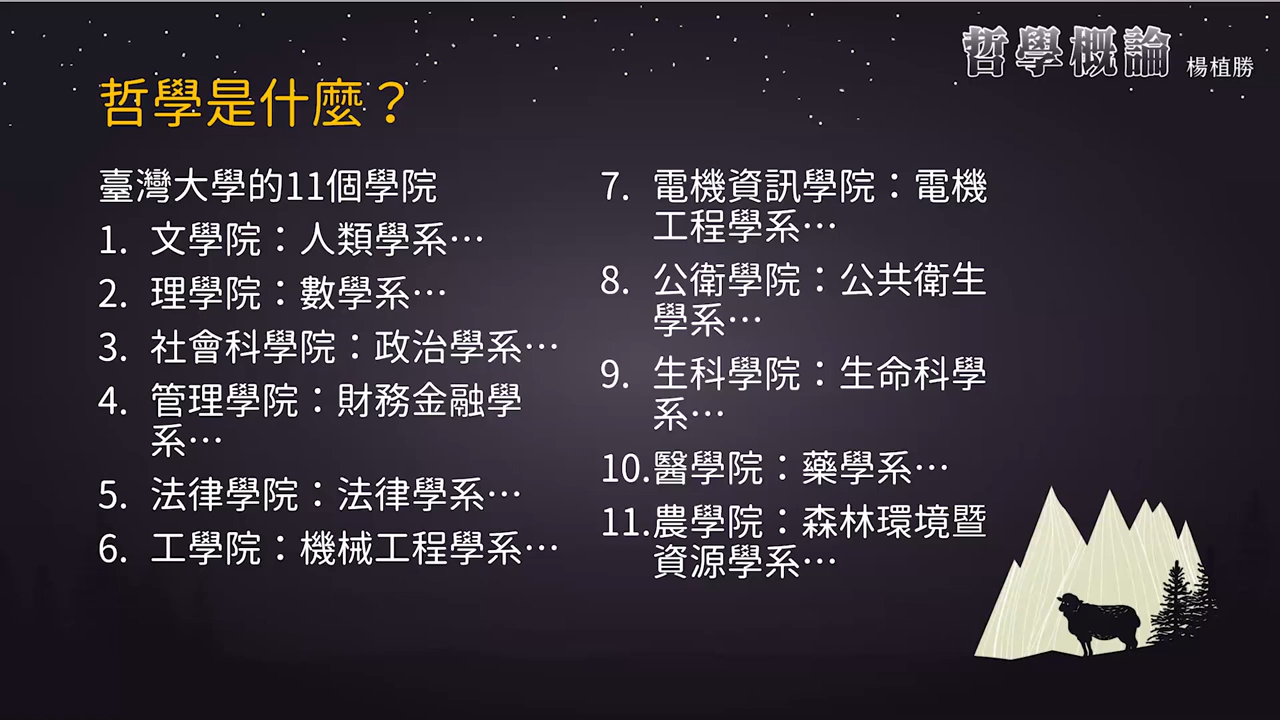 哲學概論 楊植勝
哲學是什麼？
臺灣大學的11個學院
1. 文學院：人類學系…
2. 理學院：數學系…
3. 社會科學院：政治學系…
4. 管理學院：財務金融學
系…
5. 法律學院：法律學系…
6. 工學院：機械工程學系…
7. 電機資訊學院：電機
工程學系…
8. 公衛學院：公共衛生
學系…
9. 生科學院：生命科學
系…
10.醫學院：藥學系…
11.農學院：森林環境暨
資源學系…